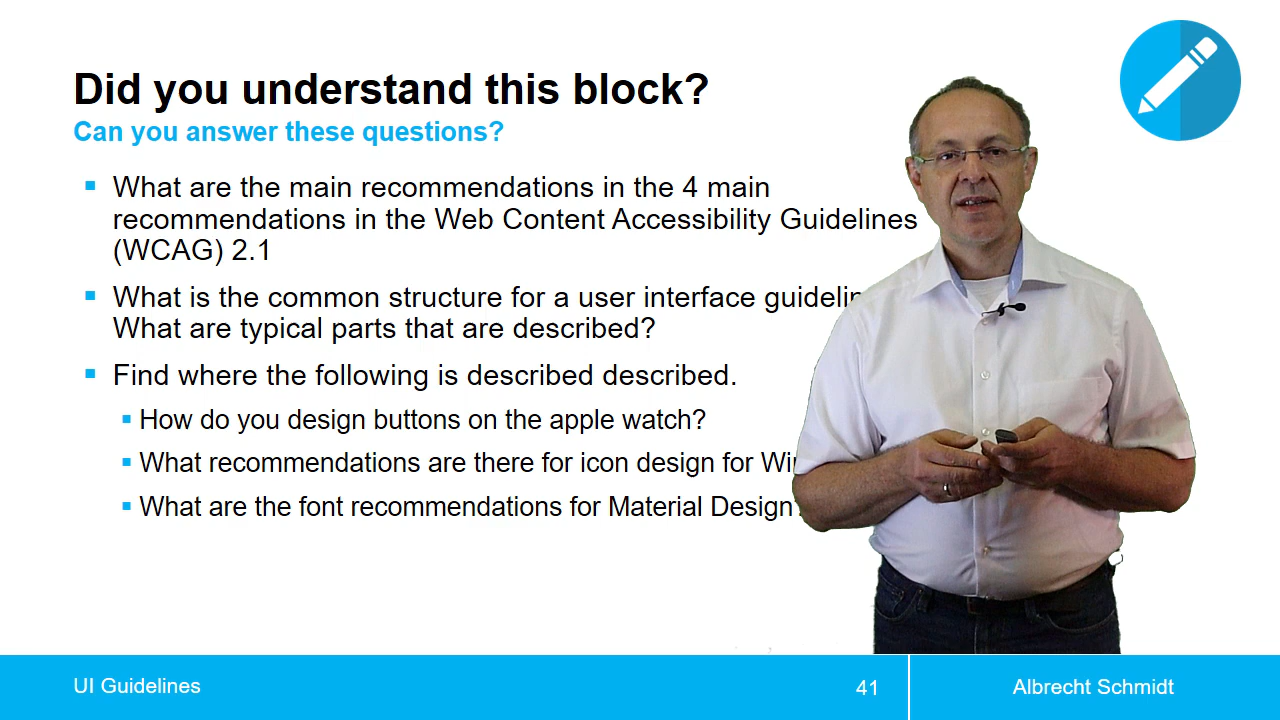 Did you understand this block?
Can you answer these questions?
What are the main recommendations in the 4 main
recommendations in the Web Content Accessibility Guidelines
(WCAG) 2.1
What is the common structure for a user interface
What are typical parts that are described?
Find where the following is described described.
How do you design buttons on the apple watch?
What recommendations are there for icon design for
What are the font recommendations for Material Design
UI Guidelines
41
Albrecht Schmidt